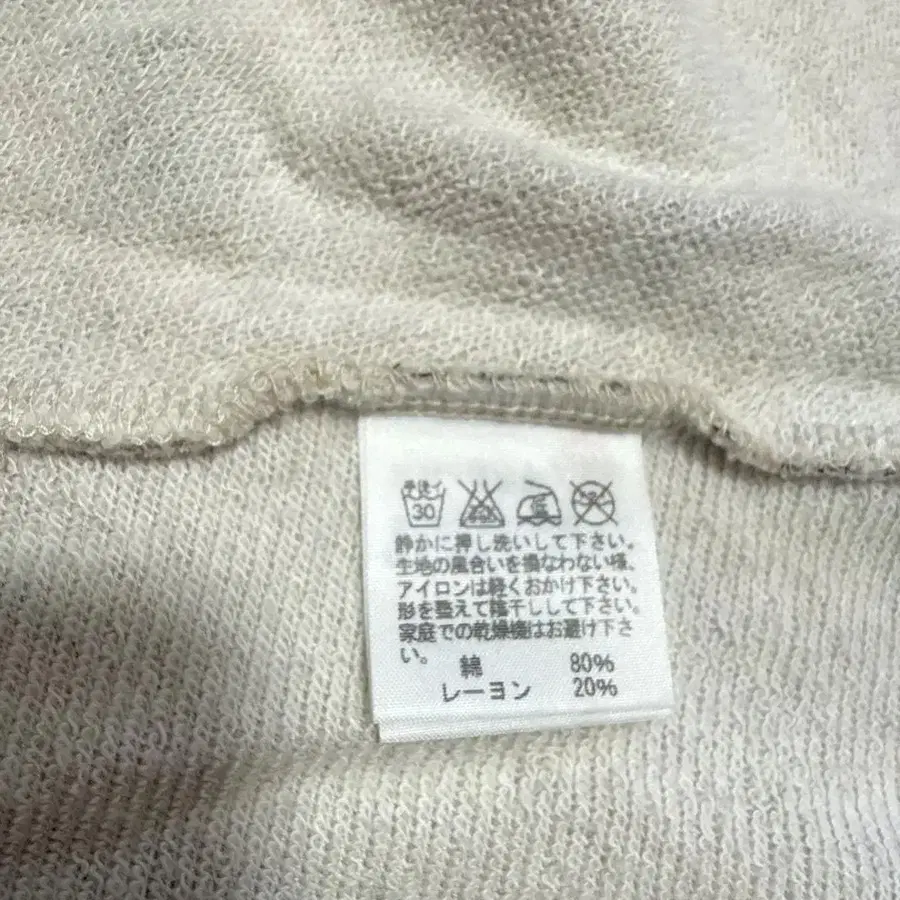 手洗イ
30
静かに押し洗いして下さい。
生地の風合いを損なわない様、
アイロンは軽くおかけ下さい。
形を整えて陰干しして下さい。
家庭での乾燥機はお避け下さ
い。
綿 80%
レーヨン 20%